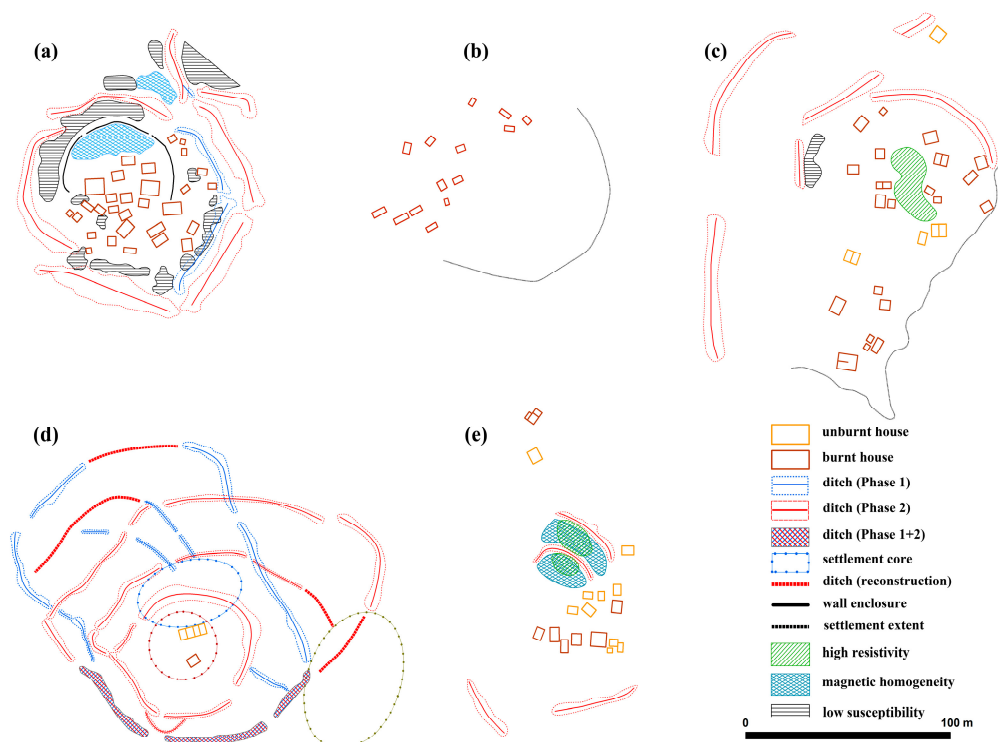 (a)
(b)
(c)
(d)
(e)
unburnt house
burnt house
ditch (Phase 1)
ditch (Phase 2)
ditch (Phase 1+2)
settlement core
ditch (reconstruction)
wall enclosure
settlement extent
high resistivity
magnetic homogeneity
low susceptibility
0 100 m